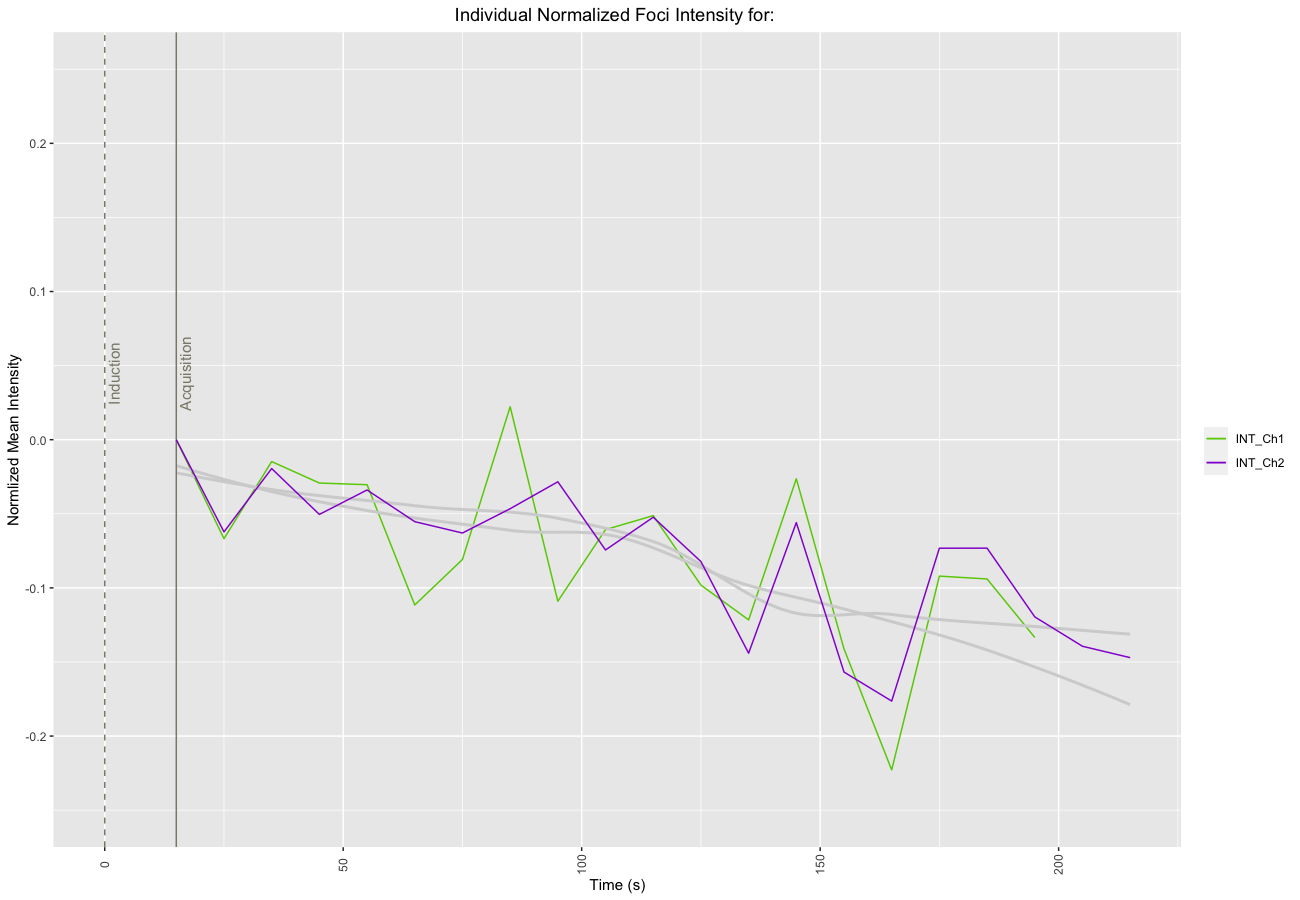 Individual Normalized Foci Intensity for:
Normlized Mean Intensity
0.2
0.1
0.0
-0.1
-0.2
Induction
Acquisition
INT_Ch1
INT_Ch2
0
50
100
150
200
Time (s)